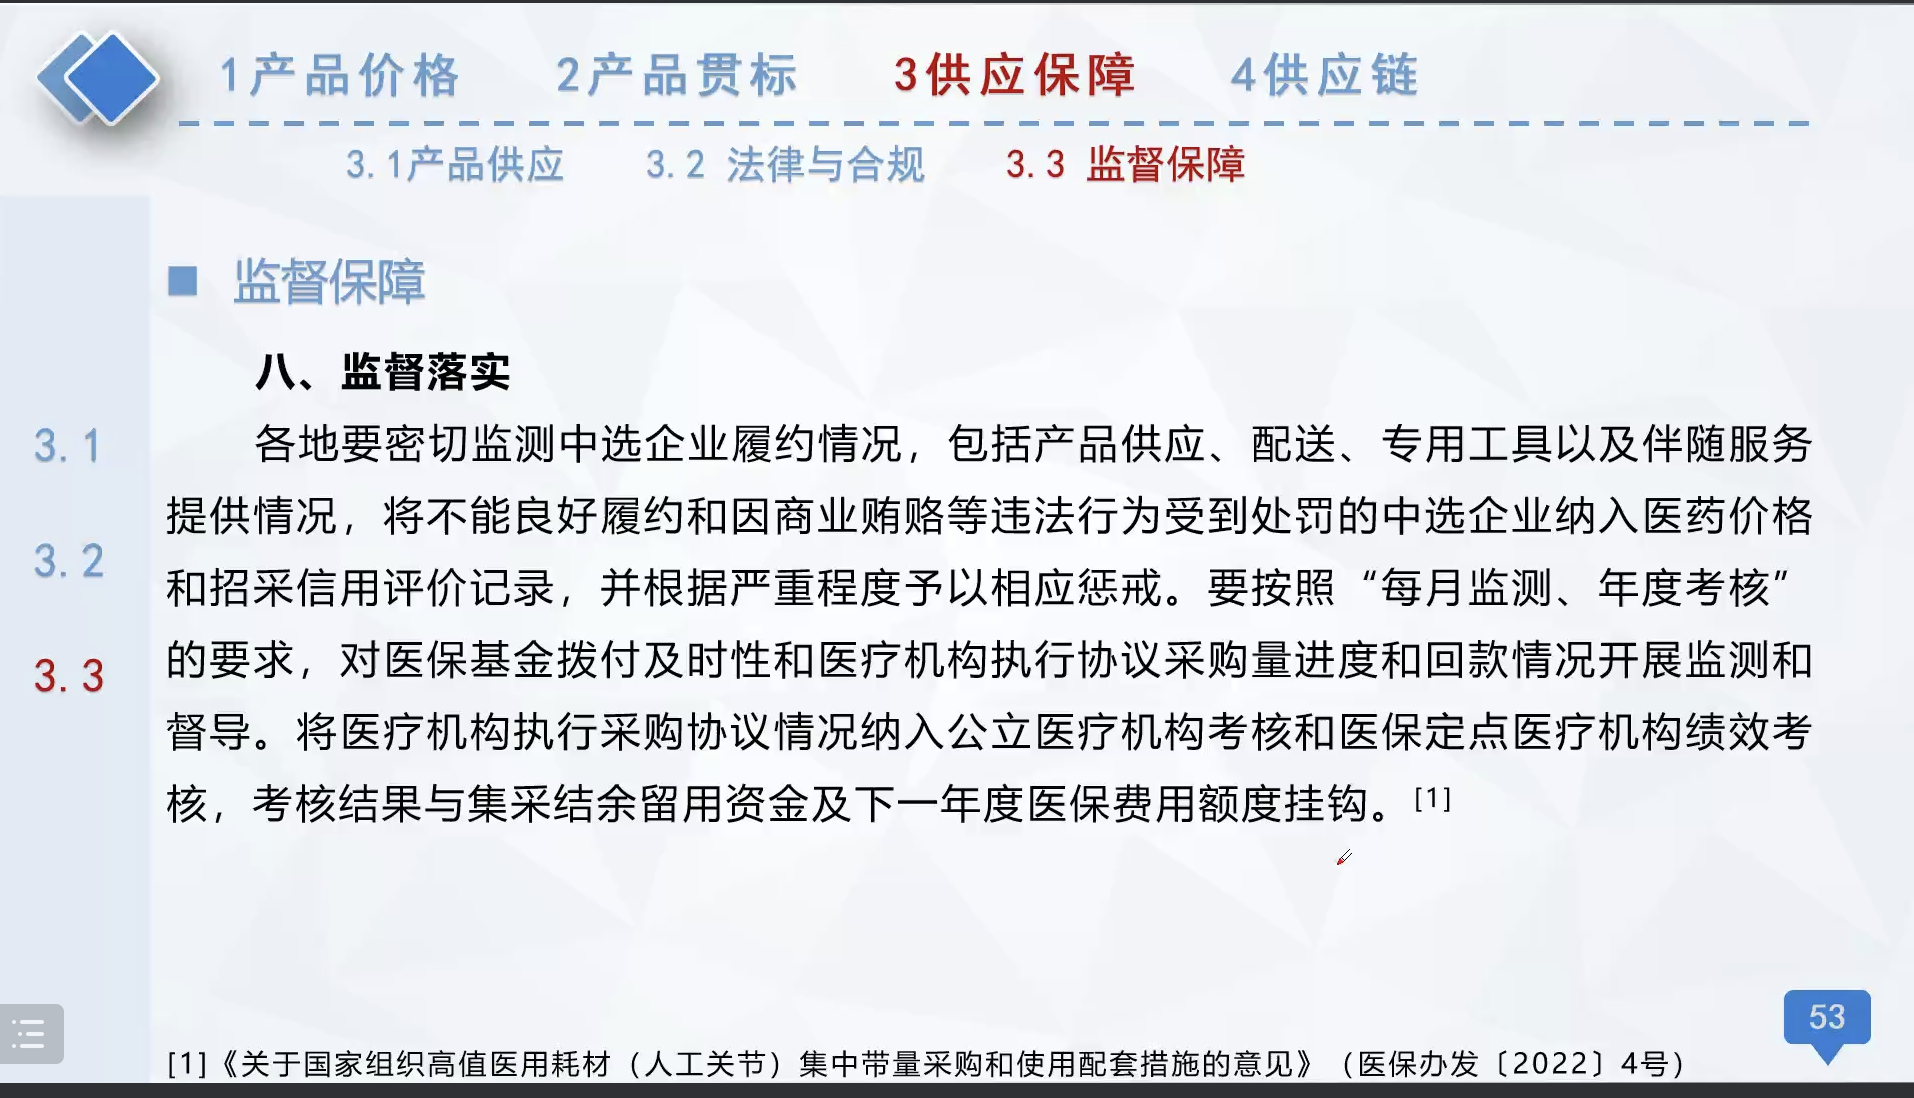 1产品价格 2产品贯标 3供应保障 4供应链
3.1产品供应 3.2 法律与合规 3.3 监督保障
监督保障
八、监督落实
各地要密切监测中选企业履约情况，包括产品供应、配送、专用工具以及伴随服务
提供情况，将不能良好履约和因商业贿赂等违法行为受到处罚的中选企业纳入医药价格
和招采信用评价记录，并根据严重程度予以相应惩戒。要按照“每月监测、年度考核”
的要求，对医保基金拨付及时性和医疗机构执行协议采购量进度和回款情况开展监测和
督导。将医疗机构执行采购协议情况纳入公立医疗机构考核和医保定点医疗机构绩效考
核，考核结果与集采结余留用资金及下一年度医保费用额度挂钩。[1]
3.1
3.2
3.3
53
[1]《关于国家组织高值医用耗材（人工关节）集中带量采购和使用配套措施的意见》（医保办发〔2022〕4号）